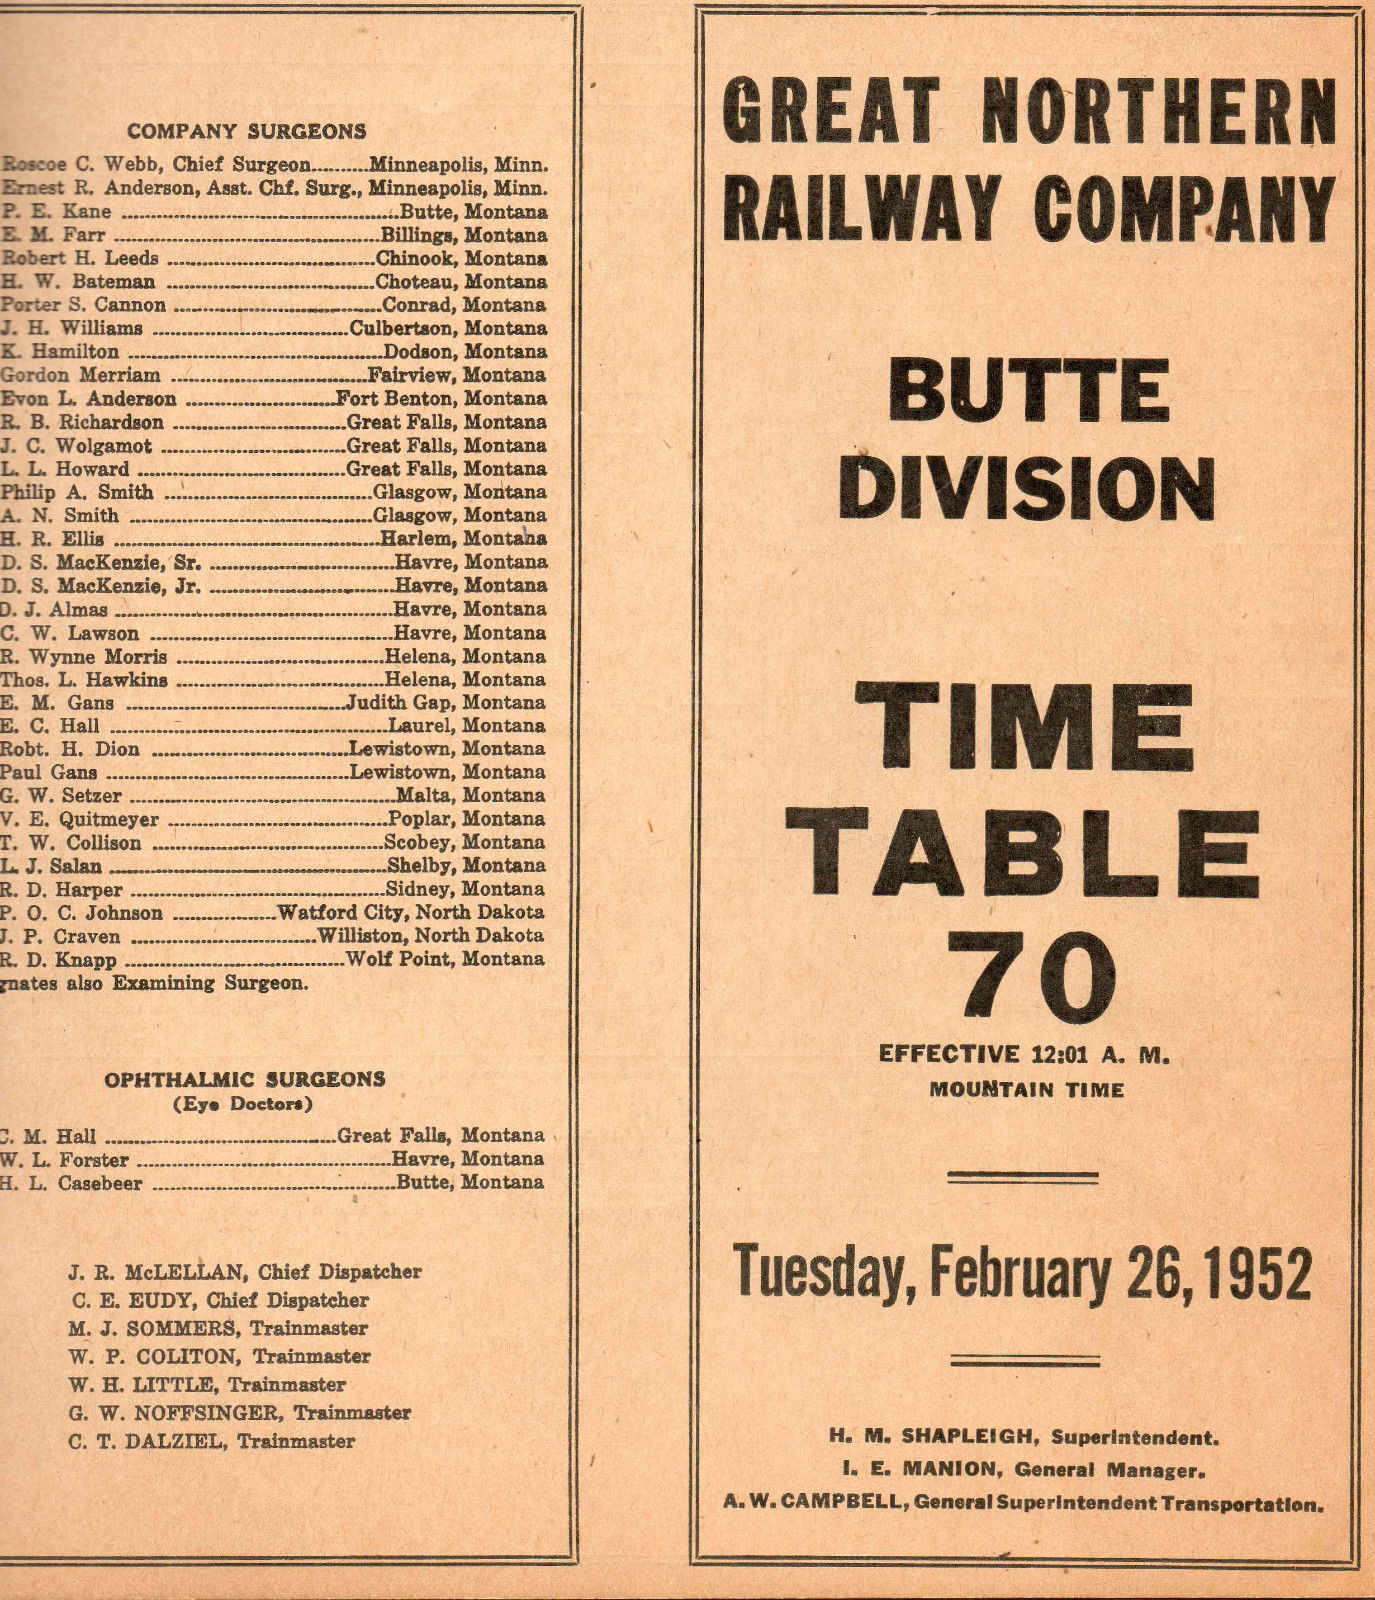 COMPANY SURGEONS
Roscoe C. Webb, Chief Surgeon..........Minneapolis, Minn.
Ernest R. Anderson, Asst. Chf. Surg., Minneapolis, Minn.
P. E. Kane ..........Butte, Montana
E. M. Farr ..........Billings, Montana
Robert H. Leeds ..........Chinook, Montana
H. W. Bateman ..........Choteau, Montana
Porter S. Cannon ..........Conrad, Montana
J. H. Williams ..........Culbertson, Montana
K. Hamilton ..........Dodson, Montana
Gordon Merriam ..........Fairview, Montana
Evon L. Anderson ..........Fort Benton, Montana
R. B. Richardson ..........Great Falls, Montana
J. C. Wolgamot ..........Great Falls, Montana
L. L. Howard ..........Great Falls, Montana
Philip A. Smith ..........Glasgow, Montana
A. N. Smith ..........Glasgow, Montana
H. R. Ellis ..........Harlem, Montana
D. S. MacKenzie, Sr. ..........Havre, Montana
D. S. MacKenzie, Jr. ..........Havre, Montana
D. J. Almas ..........Havre, Montana
C. W. Lawson ..........Havre, Montana
R. Wynne Morris ..........Helena, Montana
Thos. L. Hawkins ..........Helena, Montana
E. M. Gans ..........Judith Gap, Montana
E. C. Hall ..........Laurel, Montana
Robt. H. Dion ..........Lewistown, Montana
Paul Gans ..........Lewistown, Montana
G. W. Setzer ..........Malta, Montana
V. E. Quitmeyer ..........Poplar, Montana
T. W. Collison ..........Scobey, Montana
L. J. Salan ..........Shelby, Montana
R. D. Harper ..........Sidney, Montana
P. O. C. Johnson ..........Watford City, North Dakota
J. P. Craven ..........Williston, North Dakota
R. D. Knapp ..........Wolf Point, Montana
gnates also Examining Surgeon.
OPHTHALMIC SURGEONS
(Eye Doctors)
C. M. Hall ..........Great Falls, Montana
W. L. Forster ..........Havre, Montana
H. L. Casebeer ..........Butte, Montana
J. R. McLELLAN, Chief Dispatcher
C. E. EUDY, Chief Dispatcher
M. J. SOMMERS, Trainmaster
W. P. COLITON, Trainmaster
W. H. LITTLE, Trainmaster
G. W. NOFFSINGER, Trainmaster
C. T. DALZIEL, Trainmaster
GREAT NORTHERN
RAILWAY COMPANY
BUTTE
DIVISION
TIME
TABLE
70
EFFECTIVE 12:01 A. M.
MOUNTAIN TIME
Tuesday, February 26, 1952
H. M. SHAPLEIGH, Superintendent.
I. E. MANION, General Manager.
A. W. CAMPBELL, General Superintendent Transportation.